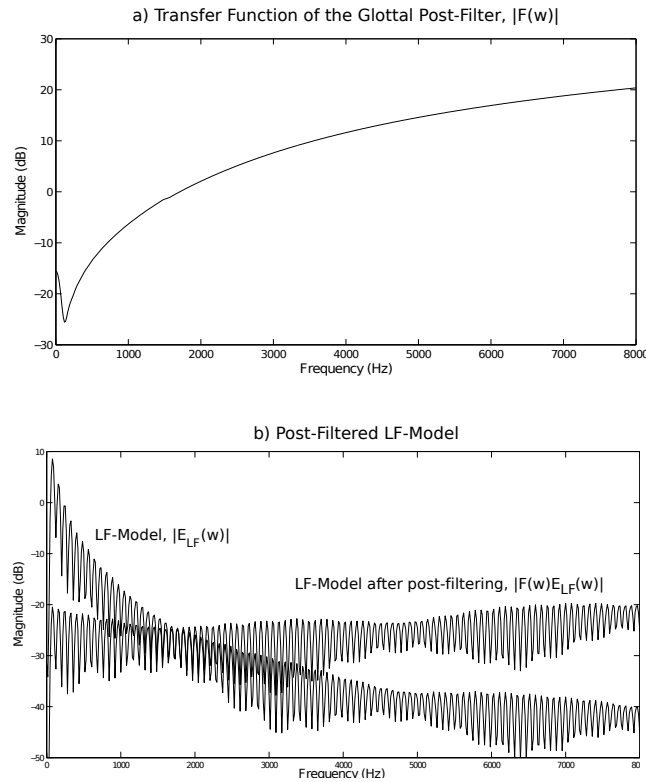 a) Transfer Function of the Glottal Post-Filter, |F(w)|
30
20
10
0
−10
−20
−30
Magnitude (dB)
0 1000 2000 3000 4000 5000 6000 7000 8000
Frequency (Hz)
b) Post-Filtered LF-Model
10
0
−10
−20
−30
−40
−50
Magnitude (dB)
LF-Model, |E_LF(w)|
LF-Model after post-filtering, |F(w)E_LF(w)|
0 1000 2000 3000 4000 5000 6000 7000 8000
Frequency (Hz)